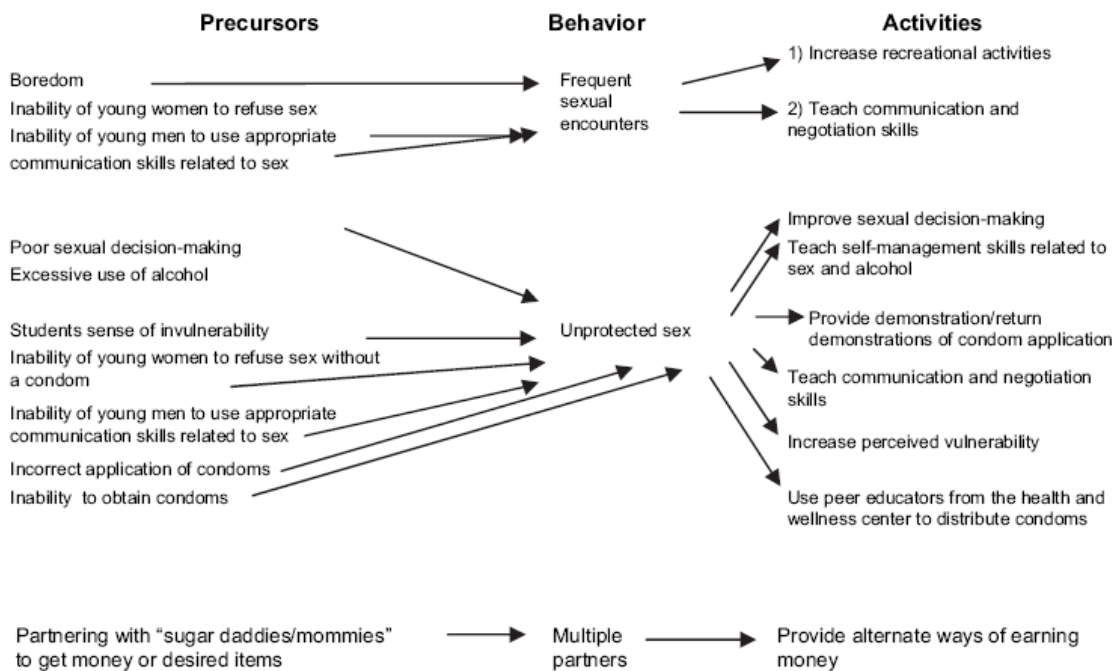 Precursors
Behavior
Activities
Boredom
Inability of young women to refuse sex
Inability of young men to use appropriate
communication skills related to sex
Frequent
sexual
encounters
1) Increase recreational activities
2) Teach communication and
negotiation skills
Poor sexual decision-making
Excessive use of alcohol
Students sense of invulnerability
Inability of young women to refuse sex without
a condom
Inability of young men to use appropriate
communication skills related to sex
Incorrect application of condoms
Inability to obtain condoms
Unprotected sex
Improve sexual decision-making
Teach self-management skills related to
sex and alcohol
Provide demonstration/return
demonstrations of condom application
Teach communication and negotiation
skills
Increase perceived vulnerability
Use peer educators from the health and
wellness center to distribute condoms
Partnering with “sugar daddies/mommies”
to get money or desired items
Multiple
partners
Provide alternate ways of earning
money